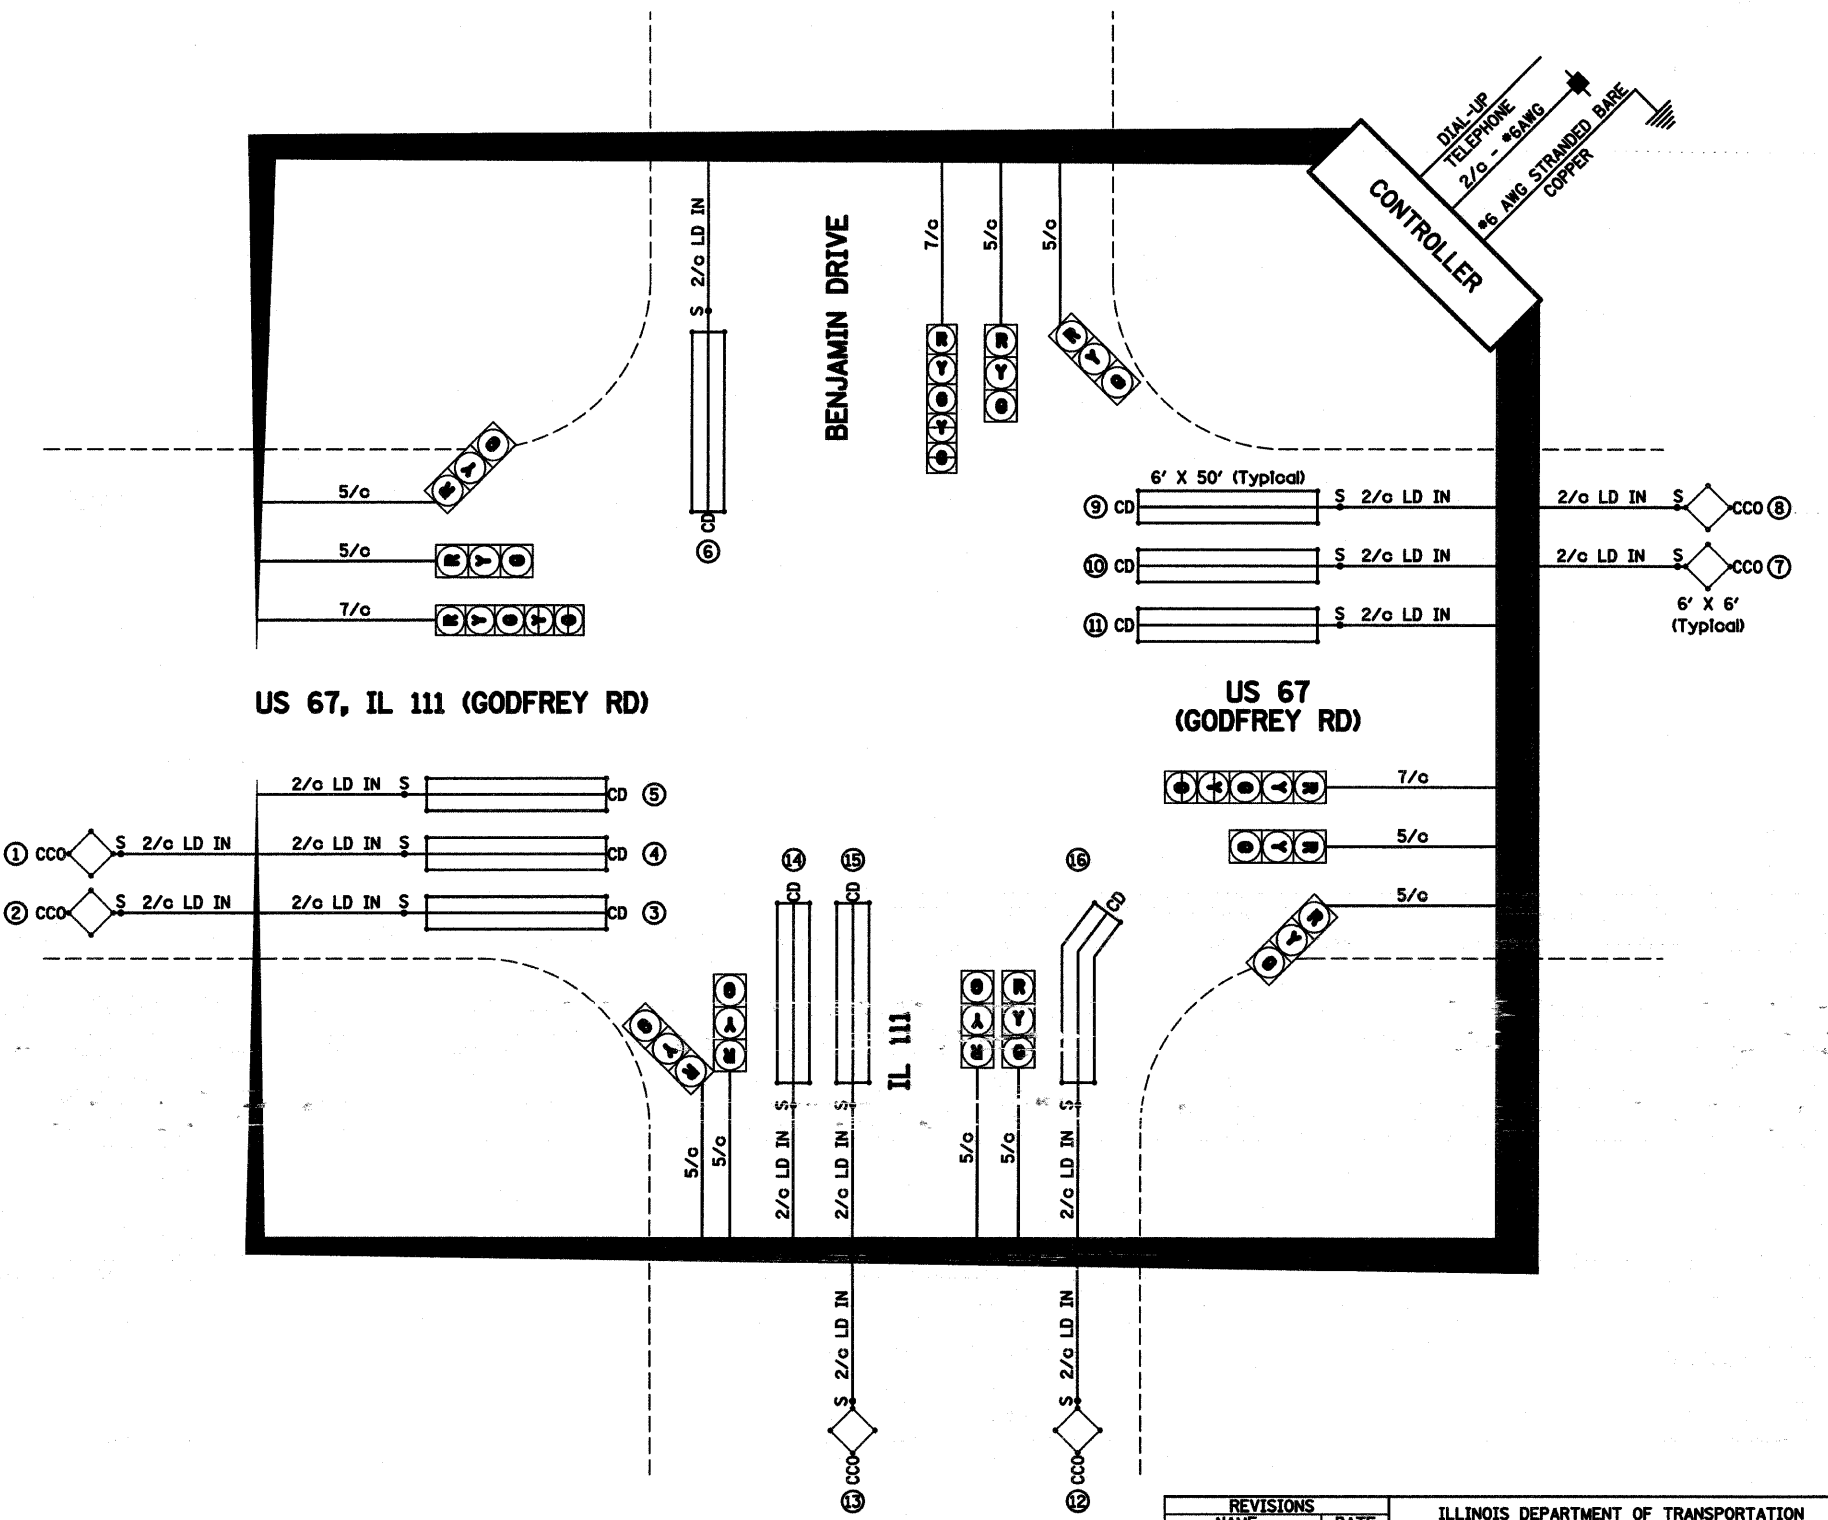 DIAL-UP
TELEPHONE
2/c - #6AWG
#6 AWG STRANDED BARE
COPPER
CONTROLLER
S 2/c LD IN
CD
6
BENJAMIN DRIVE
7/c
5/c
5/c
R Y G Y G
R Y G
R Y G
5/c
R Y G
5/c
R Y G
7/c
R Y G Y G
6' X 50' (Typical)
9 CD S 2/c LD IN 2/c LD IN S CCO 8
10 CD S 2/c LD IN 2/c LD IN S CCO 7
11 CD S 2/c LD IN
6' X 6'
(Typical)
US 67, IL 111 (GODFREY RD)
US 67
(GODFREY RD)
2/c LD IN S CD 5
1 CCO S 2/c LD IN 2/c LD IN S CD 4
2 CCO S 2/c LD IN 2/c LD IN S CD 3
G Y G Y R 7/c
G Y R 5/c
R Y G 5/c
G Y R
G Y R
5/c
5/c
14
CD
2/c LD IN S
15
CD
2/c LD IN S
IL 111
G Y R
R Y G
5/c
5/c
16
CD
2/c LD IN S
S 2/c LD IN
CCO
13
S 2/c LD IN
CCO
12
REVISIONS
NAME DATE
ILLINOIS DEPARTMENT OF TRANSPORTATION